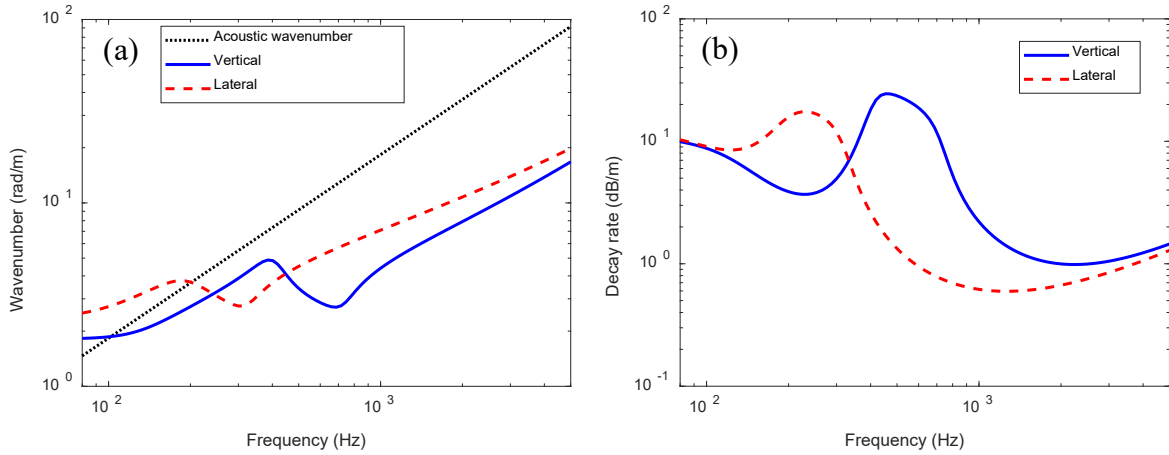 (a)
Acoustic wavenumber
Vertical
Lateral
Wavenumber (rad/m)
10 2
10 1
10 0
10 2
10 3
Frequency (Hz)
(b)
Vertical
Lateral
Decay rate (dB/m)
10 2
10 1
10 0
10 -1
10 2
10 3
Frequency (Hz)